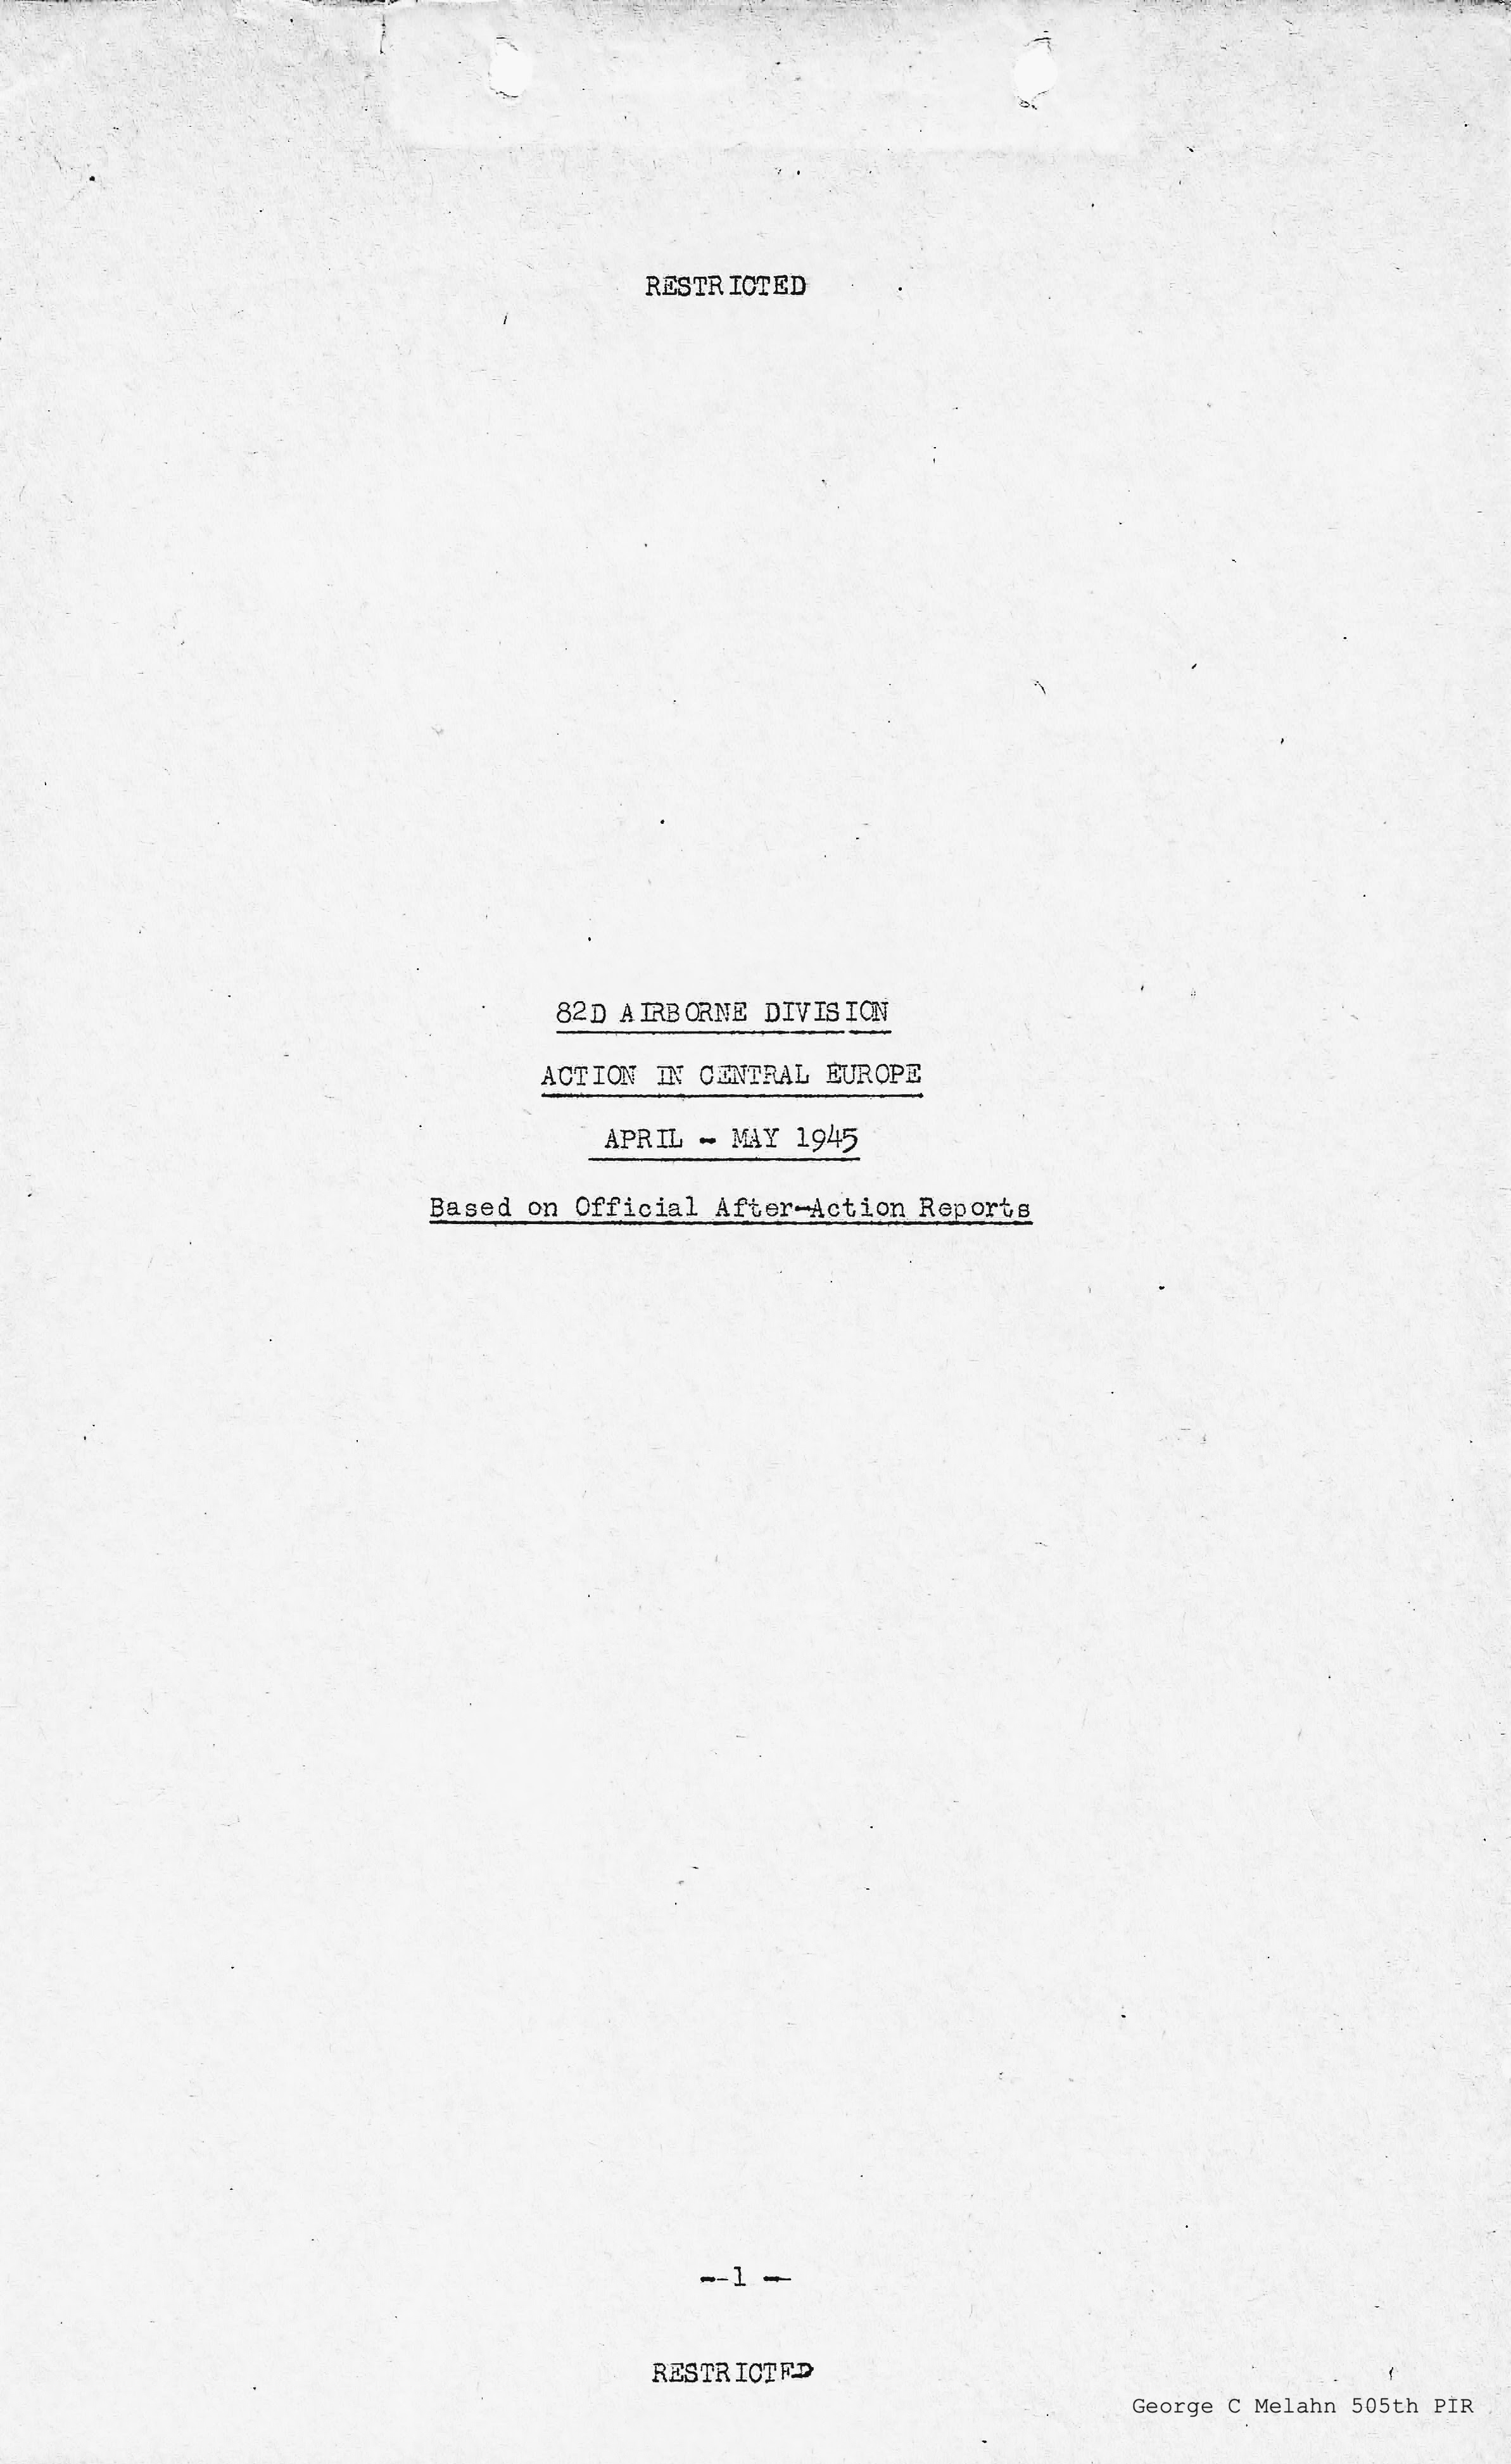 RESTRICTED
82D AIRBORNE DIVISION
ACTION IN CENTRAL EUROPE
APRIL - MAY 1945
Based on Official After-Action Reports
--1 -
RESTRICTED
George C Melahn 505th PIR